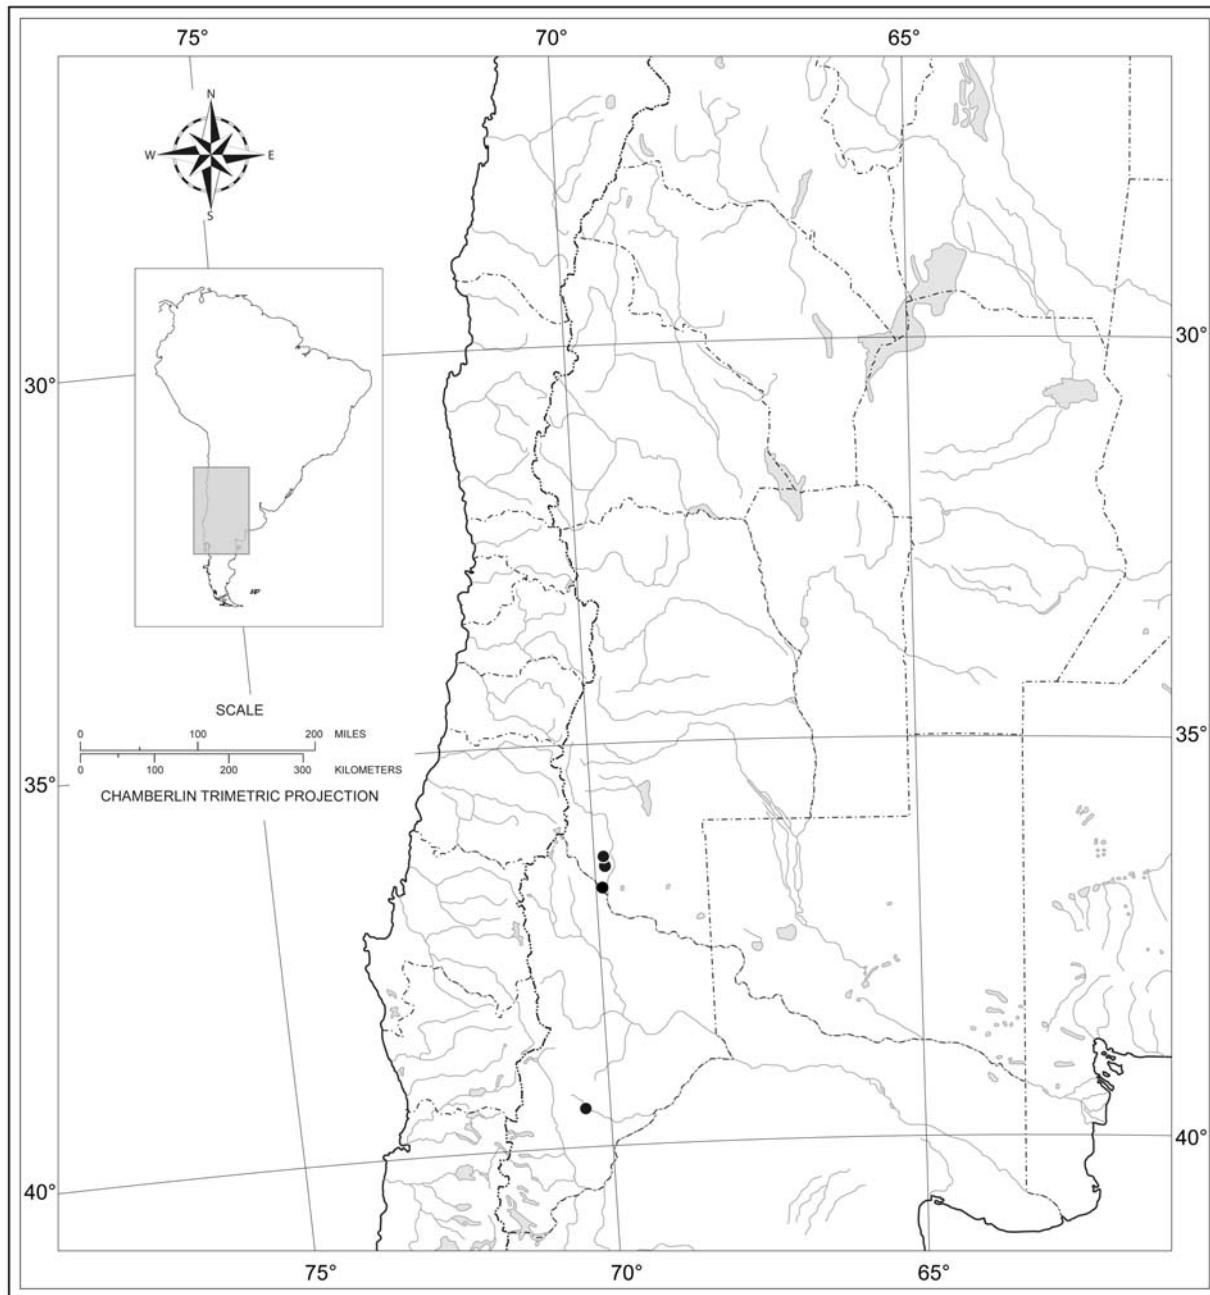 75° 70° 65°
N
W E
S
30° 30°
SCALE
0 100 200 MILES
0 100 200 300 KILOMETERS
CHAMBERLIN TRIMETRIC PROJECTION
35° 35°
40° 40°
75° 70° 65°